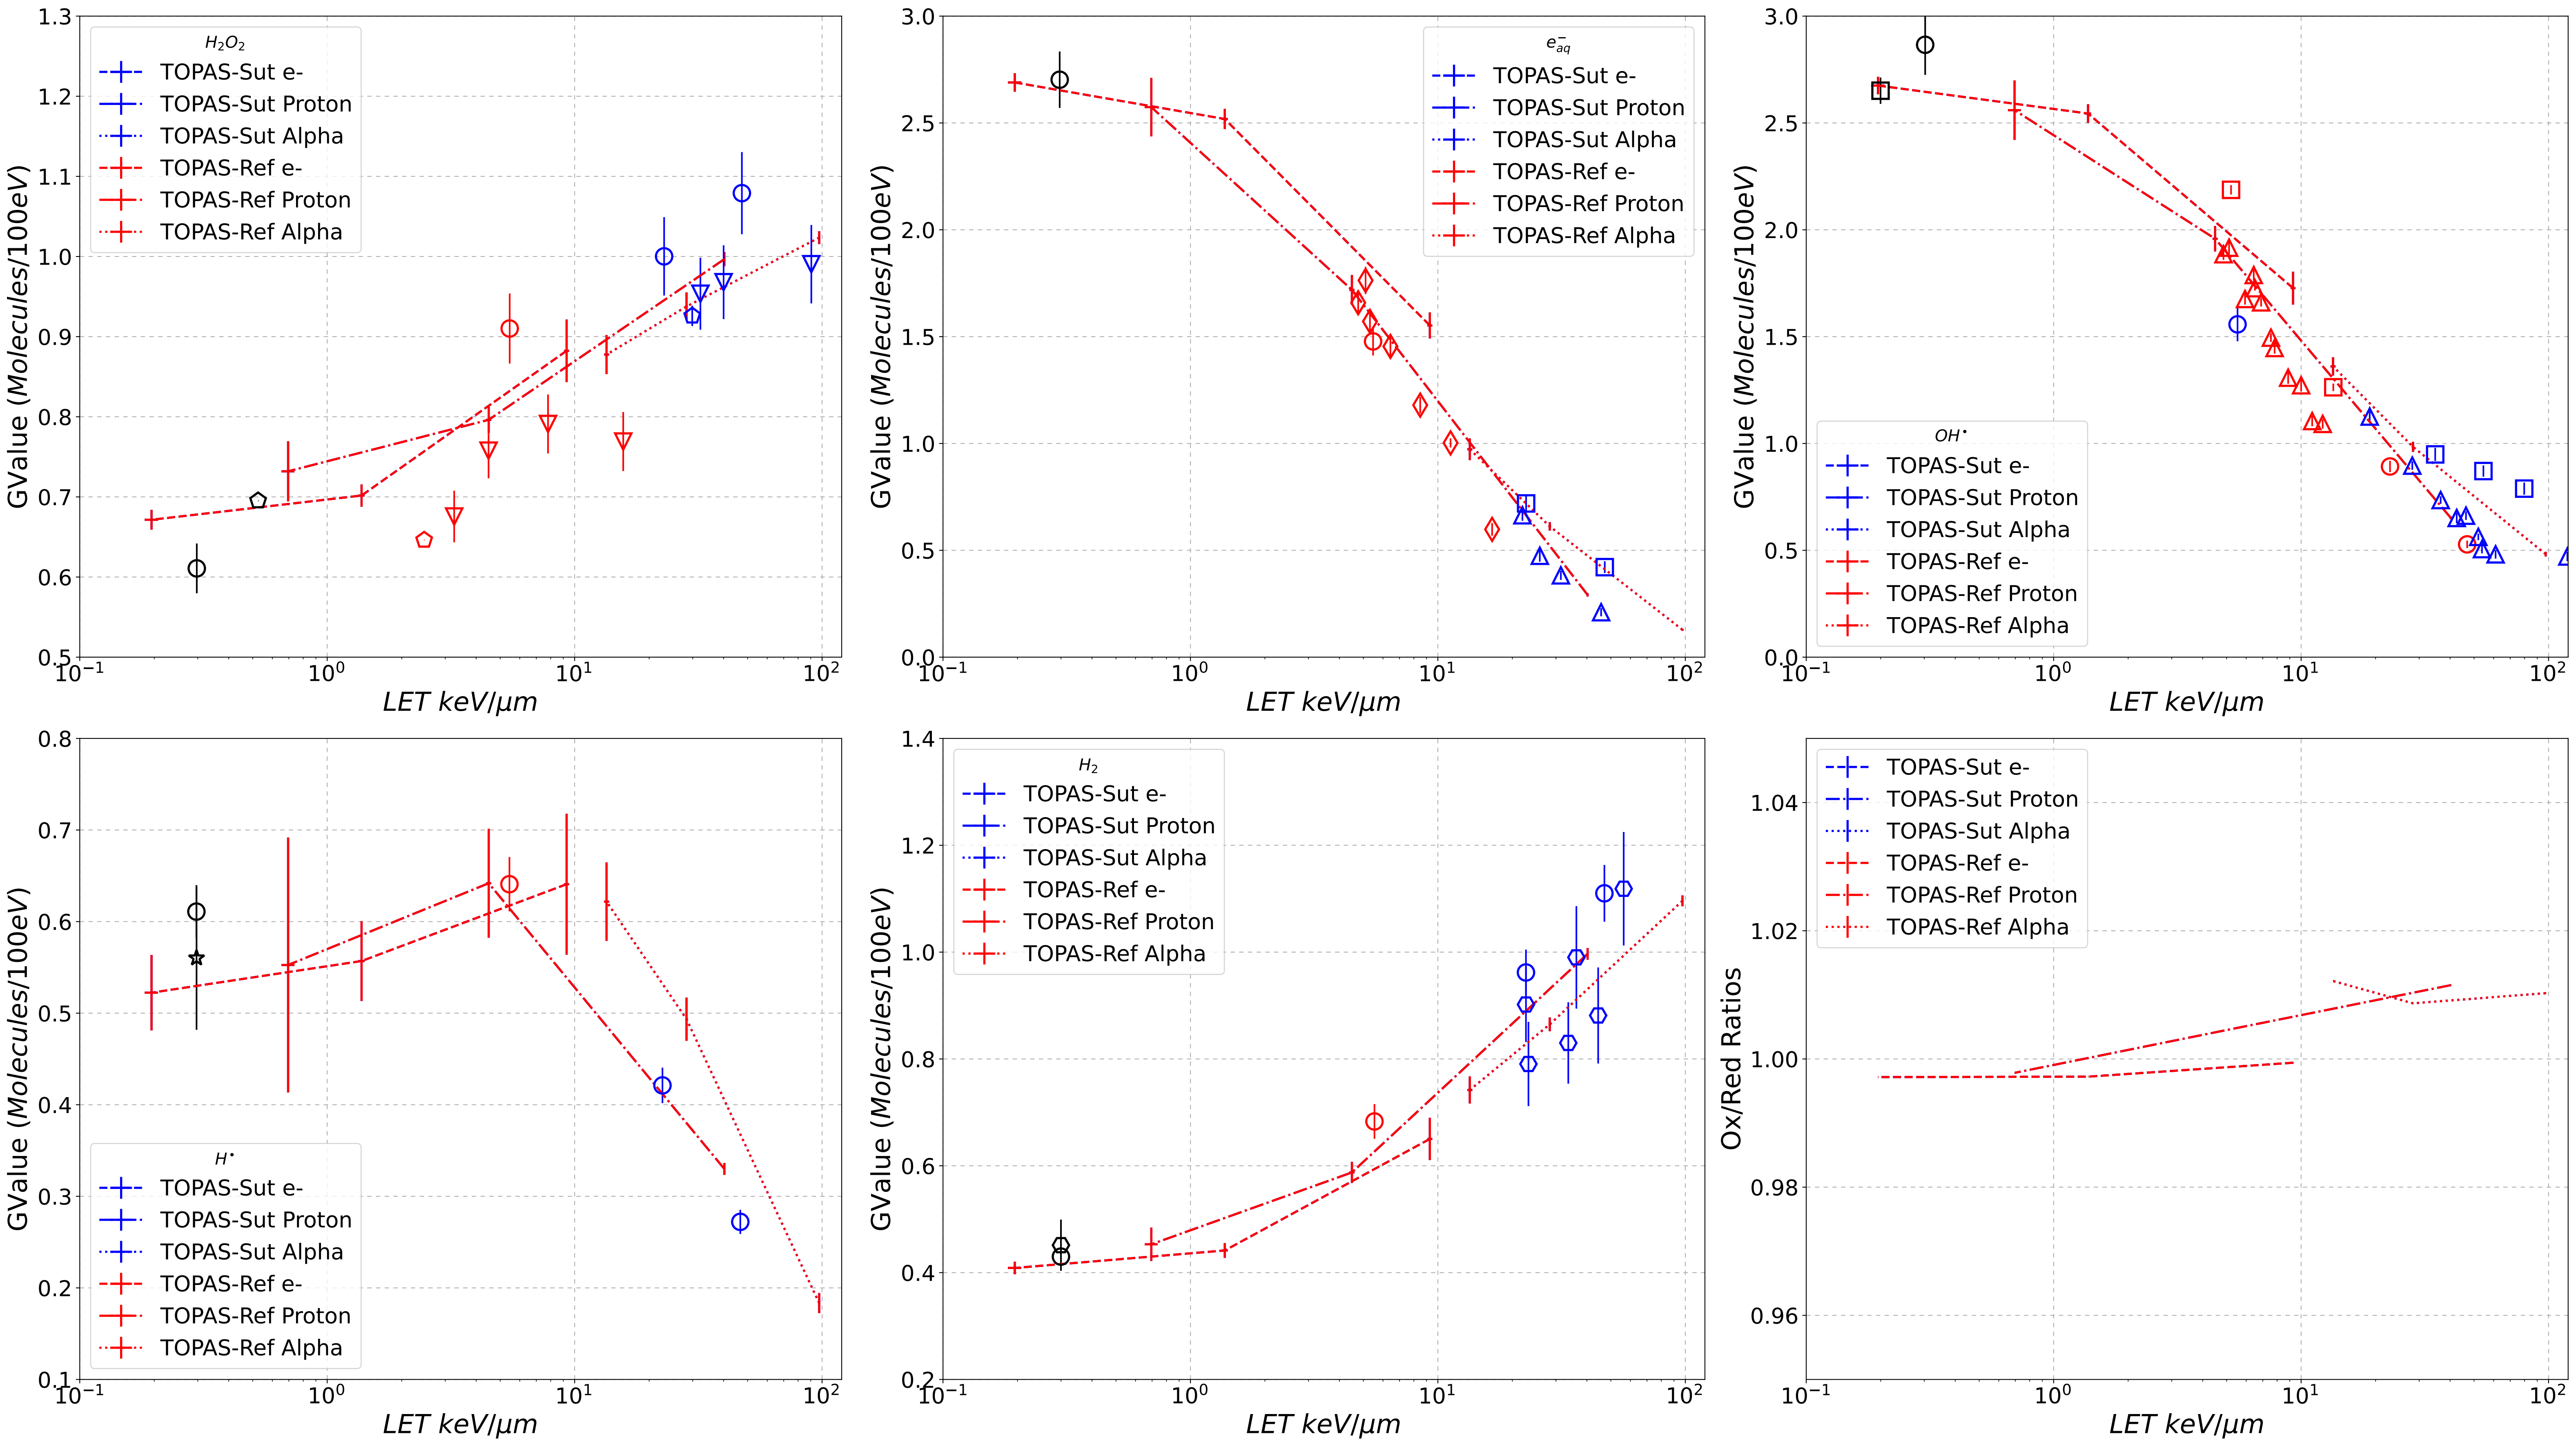 GValue (Molecules/100eV)
1.3
1.2
1.1
1.0
0.9
0.8
0.7
0.6
0.5
H₂O₂
TOPAS-Sut e-
TOPAS-Sut Proton
TOPAS-Sut Alpha
TOPAS-Ref e-
TOPAS-Ref Proton
TOPAS-Ref Alpha
10⁻¹ 10⁰ 10¹ 10²
LET keV/μm
GValue (Molecules/100eV)
3.0
2.5
2.0
1.5
1.0
0.5
0.0
e⁻aq
TOPAS-Sut e-
TOPAS-Sut Proton
TOPAS-Sut Alpha
TOPAS-Ref e-
TOPAS-Ref Proton
TOPAS-Ref Alpha
10⁻¹ 10⁰ 10¹ 10²
LET keV/μm
GValue (Molecules/100eV)
3.0
2.5
2.0
1.5
1.0
0.5
0.0
OH•
TOPAS-Sut e-
TOPAS-Sut Proton
TOPAS-Sut Alpha
TOPAS-Ref e-
TOPAS-Ref Proton
TOPAS-Ref Alpha
10⁻¹ 10⁰ 10¹ 10²
LET keV/μm
GValue (Molecules/100eV)
0.8
0.7
0.6
0.5
0.4
0.3
0.2
0.1
H•
TOPAS-Sut e-
TOPAS-Sut Proton
TOPAS-Sut Alpha
TOPAS-Ref e-
TOPAS-Ref Proton
TOPAS-Ref Alpha
10⁻¹ 10⁰ 10¹ 10²
LET keV/μm
GValue (Molecules/100eV)
1.4
1.2
1.0
0.8
0.6
0.4
0.2
H₂
TOPAS-Sut e-
TOPAS-Sut Proton
TOPAS-Sut Alpha
TOPAS-Ref e-
TOPAS-Ref Proton
TOPAS-Ref Alpha
10⁻¹ 10⁰ 10¹ 10²
LET keV/μm
Ox/Red Ratios
1.04
1.02
1.00
0.98
0.96
TOPAS-Sut e-
TOPAS-Sut Proton
TOPAS-Sut Alpha
TOPAS-Ref e-
TOPAS-Ref Proton
TOPAS-Ref Alpha
10⁻¹ 10⁰ 10¹ 10²
LET keV/μm